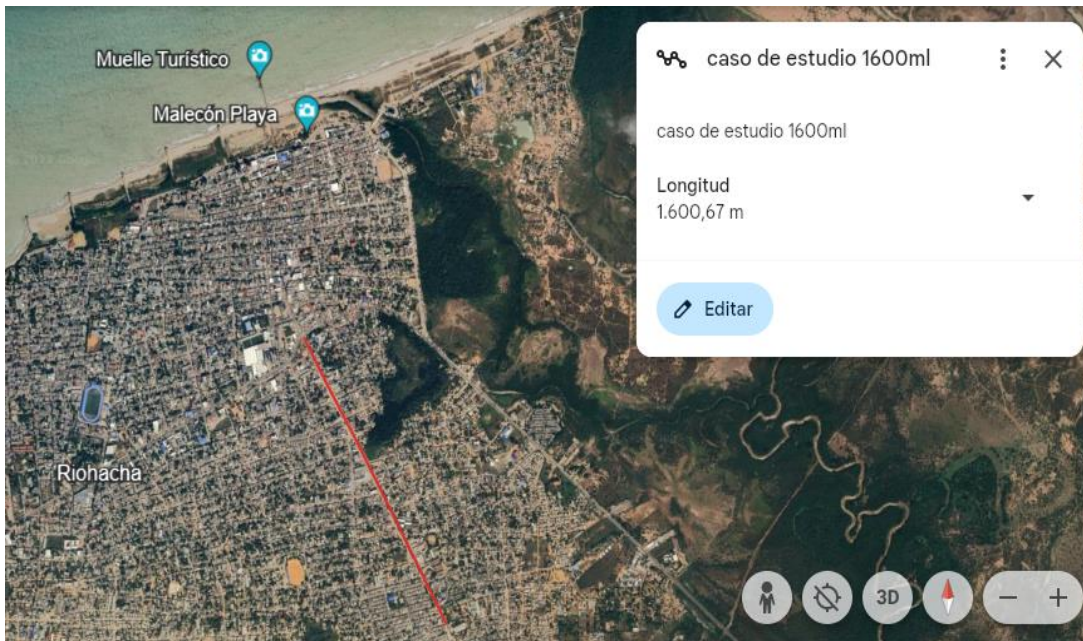 Muelle Turístico
Malecón Playa
Riohacha
caso de estudio 1600ml
caso de estudio 1600ml
Longitud
1.600,67 m
Editar
3D